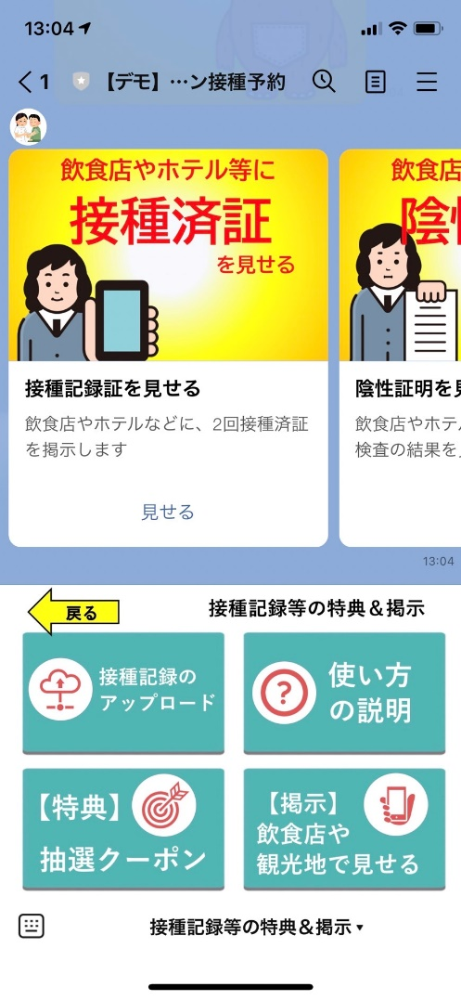 13:04
1
【デモ】…ン接種予約
飲食店やホテル等に
接種済証
を見せる
接種記録証を見せる
飲食店やホテルなどに、2回接種済証
を掲示します
見せる
飲食店
陰
陰性証明を
飲食店やホテ
検査の結果を
13:04
戻る
接種記録等の特典&掲示
接種記録の
アップロード
?
使い方
の説明
【特典】
抽選クーポン
【掲示】
飲食店や
観光地で見せる
接種記録等の特典&掲示▾